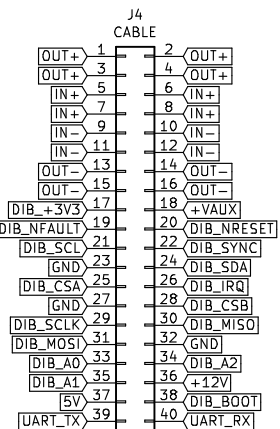 J4
CABLE
OUT+ 1 2 OUT+
OUT+ 3 4 OUT+
IN+ 5 6 IN+
IN+ 7 8 IN+
IN- 9 10 IN-
IN- 11 12 IN-
OUT- 13 14 OUT-
OUT- 15 16 OUT-
DIB_+3V3 17 18 +VAUX
DIB_NFAULT 19 20 DIB_NRESET
DIB_SCL 21 22 DIB_SYNC
GND 23 24 DIB_SDA
DIB_CSA 25 26 DIB_IRQ
GND 27 28 DIB_CSB
DIB_SCLK 29 30 DIB_MISO
DIB_MOSI 31 32 GND
DIB_A0 33 34 DIB_A2
DIB_A1 35 36 +12V
5V 37 38 DIB_BOOT
UART_TX 39 40 UART_RX